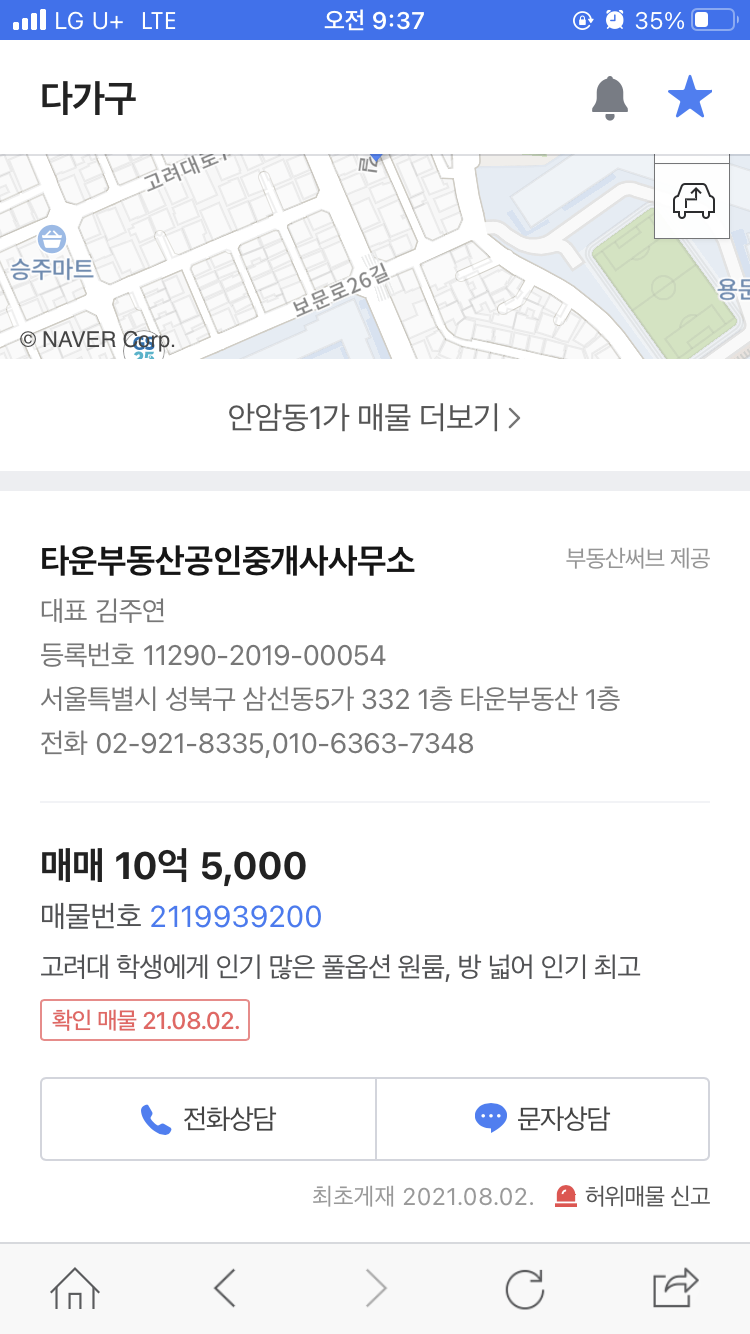 LG U+ LTE 오전 9:37 35%
다가구
고려대로
길
승주마트
보문로26길
용문
© NAVER Corp.
GS
25
안암동1가 매물 더보기
타운부동산공인중개사사무소 부동산써브 제공
대표 김주연
등록번호 11290-2019-00054
서울특별시 성북구 삼선동5가 332 1층 타운부동산 1층
전화 02-921-8335,010-6363-7348
매매 10억 5,000
매물번호 2119939200
고려대 학생에게 인기 많은 풀옵션 원룸, 방 넓어 인기 최고
확인 매물 21.08.02.
전화상담 문자상담
최초게재 2021.08.02. 허위매물 신고